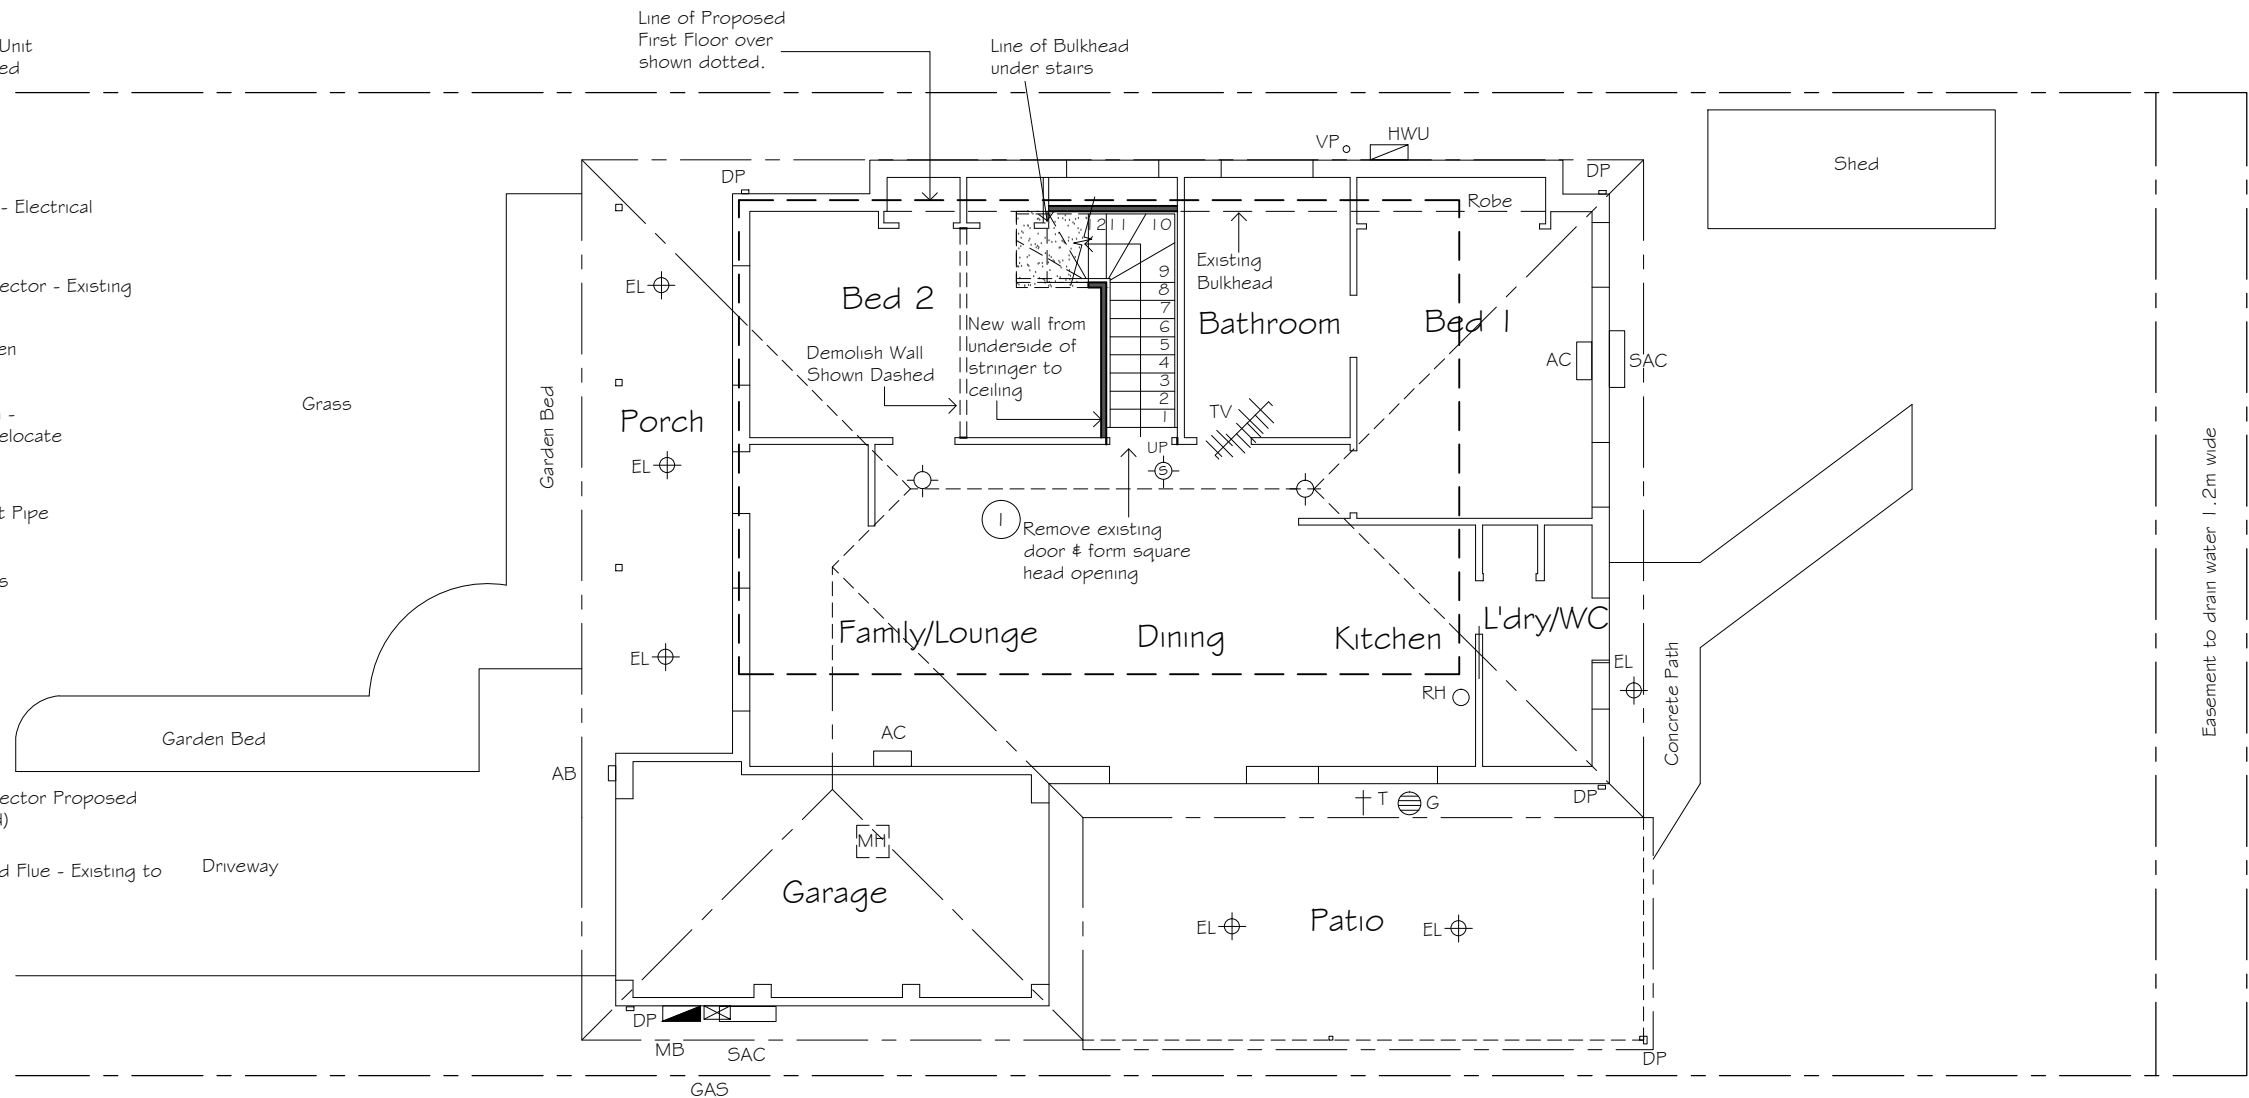 Line of Proposed
First Floor over
shown dotted.
Line of Bulkhead
under stairs
Unit
ed
- Electrical
ector - Existing
en
-
elocate
t Pipe
s
ector Proposed
d Flue - Existing to
Grass
Garden Bed
Garden Bed
Driveway
Porch
EL
EL
EL
AB
DP
VP
HWU
DP
Robe
Shed
Bed 2
Demolish Wall
Shown Dashed
New wall from
underside of
stringer to
ceiling
12 11 10
9
8
7
6
5
4
3
2
1
UP
S
Existing
Bulkhead
Bathroom
TV
Bed 1
AC
SAC
1
Remove existing
door & form square
head opening
Family/Lounge
Dining
Kitchen
L'dry/WC
RH
EL
AC
Concrete Path
Easement to drain water 1.2m wide
T
G
DP
MH
Garage
EL
Patio
EL
DP
MB
SAC
DP
GAS